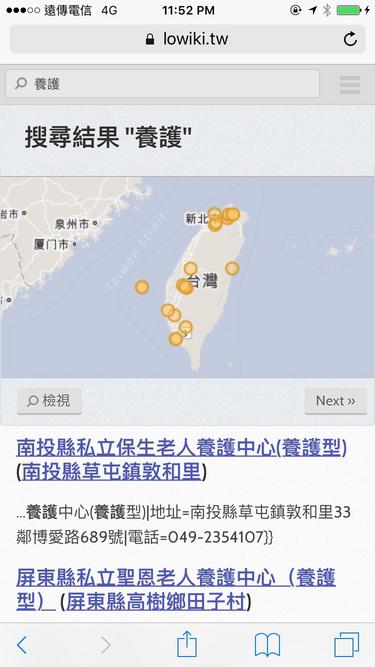 遠傳電信 4G 11:52 PM
lowiki.tw
養護
搜尋結果 "養護"
岩市
泉州市
厦门市
新北
Taiwan Strait
台灣
檢視 Next ››
南投縣私立保生老人養護中心(養護型)
(南投縣草屯鎮敦和里)
...養護中心(養護型)|地址=南投縣草屯鎮敦和里33
鄰博愛路689號|電話=049-2354107}}
屏東縣私立聖恩老人養護中心（養護
型） (屏東縣高樹鄉田子村)